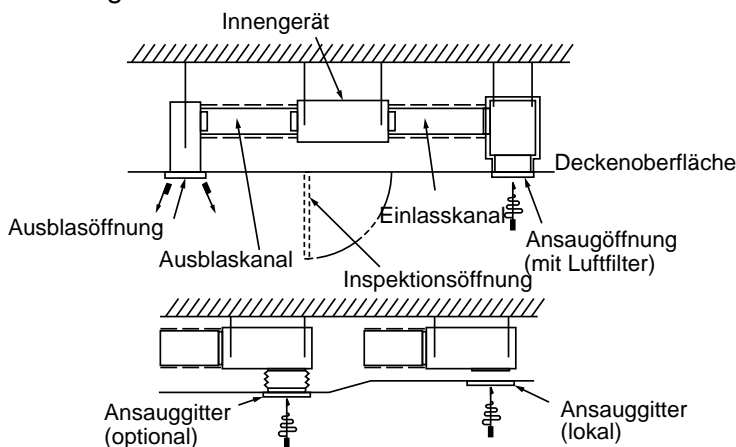 Innengerät
Deckenoberfläche
Ausblasöffnung
Einlasskanal
Ansaugöffnung
(mit Luftfilter)
Ausblaskanal
Inspektionsöffnung
Ansauggitter
(optional)
Ansauggitter
(lokal)